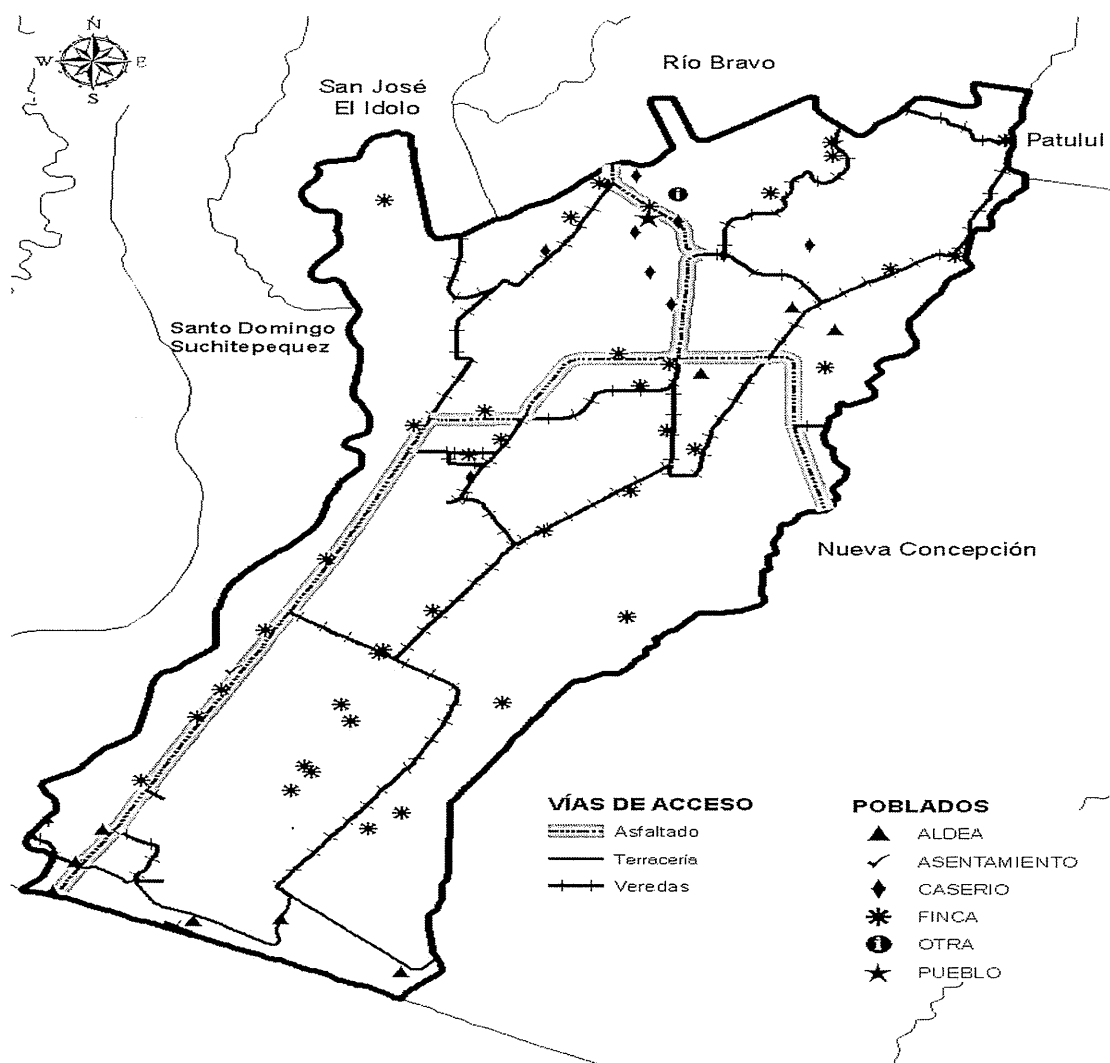 N
W E
S
San José
El Idolo
Río Bravo
Patulul
Santo Domingo
Suchitepequez
Nueva Concepción
VÍAS DE ACCESO
Asfaltado
Terracería
Veredas
POBLADOS
ALDEA
ASENTAMIENTO
CASERIO
FINCA
OTRA
PUEBLO